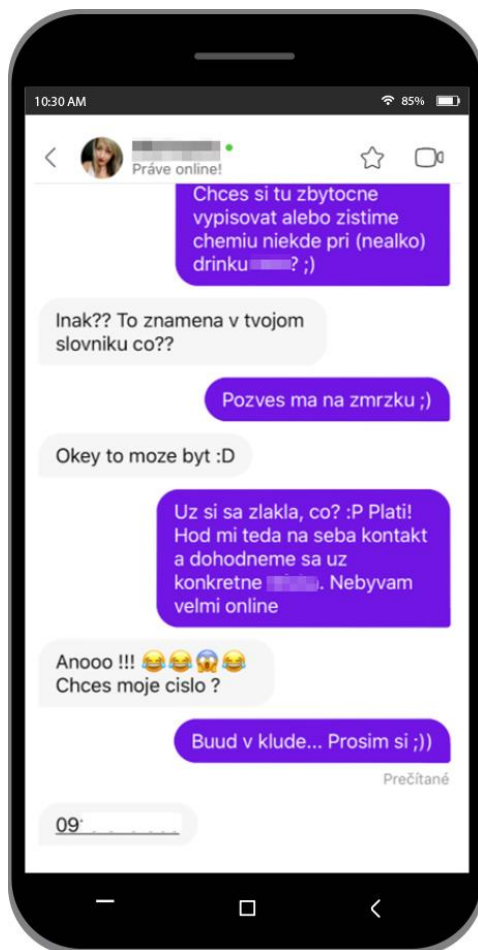 10:30 AM
85%
Práve online!
Chces si tu zbytocne
vypisovat alebo zistime
chemiu niekde pri (nealko)
drinku ? ;)
Inak?? To znamena v tvojom
slovniku co??
Pozves ma na zmrzku ;)
Okey to moze byt :D
Uz si sa zlakla, co? :P Plati!
Hod mi teda na seba kontakt
a dohodneme sa uz
konkretne . Nebyvam
velmi online
Anooo !!! 😂😂😱😂
Chces moje cislo ?
Buud v klude... Prosim si ;))
Prečítané
09